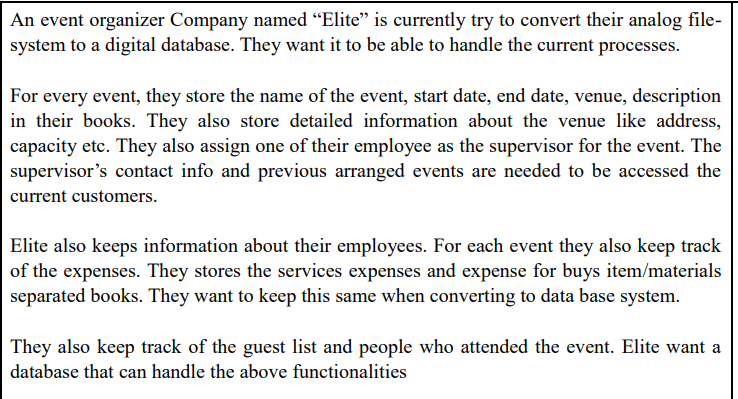 An event organizer Company named “Elite” is currently try to convert their analog file-
system to a digital database. They want it to be able to handle the current processes.
For every event, they store the name of the event, start date, end date, venue, description
in their books. They also store detailed information about the venue like address,
capacity etc. They also assign one of their employee as the supervisor for the event. The
supervisor’s contact info and previous arranged events are needed to be accessed the
current customers.
Elite also keeps information about their employees. For each event they also keep track
of the expenses. They stores the services expenses and expense for buys item/materials
separated books. They want to keep this same when converting to data base system.
They also keep track of the guest list and people who attended the event. Elite want a
database that can handle the above functionalities